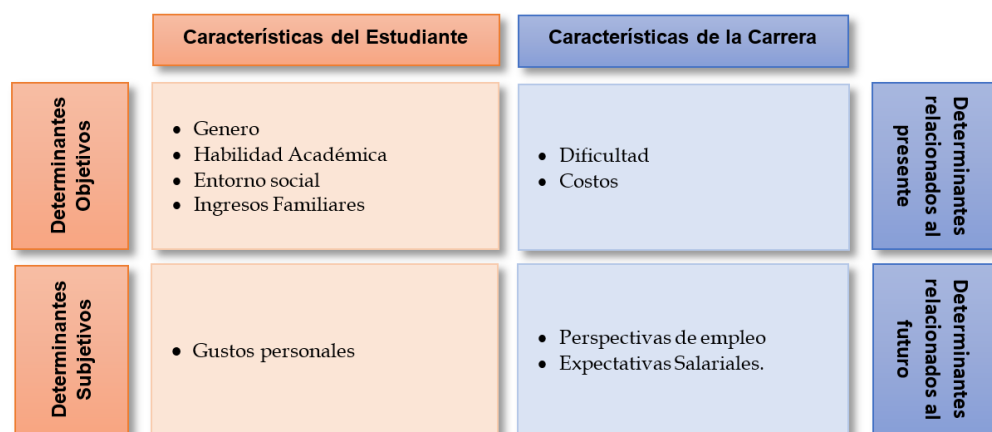 Características del Estudiante
Características de la Carrera
Determinantes
Objetivos
• Genero
• Habilidad Académica
• Entorno social
• Ingresos Familiares
• Dificultad
• Costos
Determinantes
relacionados al
presente
Determinantes
Subjetivos
• Gustos personales
• Perspectivas de empleo
• Expectativas Salariales.
Determinantes
relacionados al
futuro